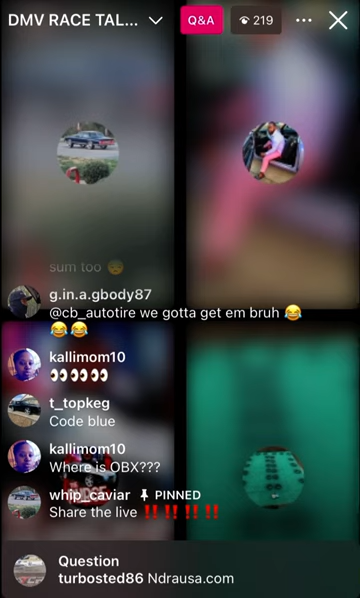 DMV RACE TAL...
Q&A
219
sum too 😴
g.in.a.gbody87
@cb_autotire we gotta get em bruh 😂
😂😂
kallimom10
👀👀👀
t_topkeg
Code blue
kallimom10
Where is OBX???
whip_caviar PINNED
Share the live ‼️‼️‼️‼️
Question
turbosted86 Ndrausa.com